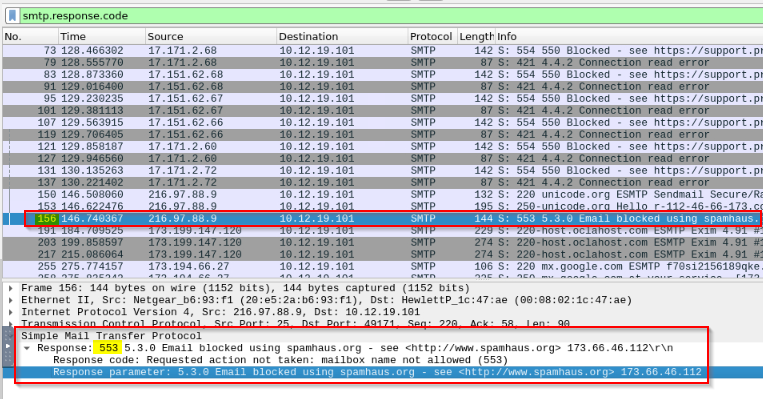 smtp.response.code
No. Time Source Destination Protocol Length Info
73 128.466302 17.171.2.68 10.12.19.101 SMTP 142 S: 554 550 Blocked - see https://support.pr
79 128.555770 17.171.2.68 10.12.19.101 SMTP 87 S: 421 4.4.2 Connection read error
83 128.873360 17.151.62.68 10.12.19.101 SMTP 142 S: 554 550 Blocked - see https://support.pr
91 129.016400 17.151.62.68 10.12.19.101 SMTP 87 S: 421 4.4.2 Connection read error
95 129.230235 17.151.62.67 10.12.19.101 SMTP 142 S: 554 550 Blocked - see https://support.pr
101 129.381113 17.151.62.67 10.12.19.101 SMTP 87 S: 421 4.4.2 Connection read error
107 129.563915 17.151.62.66 10.12.19.101 SMTP 142 S: 554 550 Blocked - see https://support.pr
119 129.706405 17.151.62.66 10.12.19.101 SMTP 87 S: 421 4.4.2 Connection read error
121 129.858187 17.171.2.60 10.12.19.101 SMTP 142 S: 554 550 Blocked - see https://support.pr
127 129.946560 17.171.2.60 10.12.19.101 SMTP 87 S: 421 4.4.2 Connection read error
131 130.135263 17.171.2.72 10.12.19.101 SMTP 142 S: 554 550 Blocked - see https://support.pr
137 130.221402 17.171.2.72 10.12.19.101 SMTP 87 S: 421 4.4.2 Connection read error
150 146.508060 216.97.88.9 10.12.19.101 SMTP 132 S: 220 unicode.org ESMTP Sendmail Secure/Ra
153 146.622476 216.97.88.9 10.12.19.101 SMTP 195 S: 250-unicode.org Hello r-112-46-66-173.co
156 146.740367 216.97.88.9 10.12.19.101 SMTP 144 S: 553 5.3.0 Email blocked using spamhaus.
191 184.709525 173.199.147.120 10.12.19.101 SMTP 229 S: 220-host.oclahost.com ESMTP Exim 4.91 #1
203 199.858597 173.199.147.120 10.12.19.101 SMTP 274 S: 220-host.oclahost.com ESMTP Exim 4.91 #1
217 215.086064 173.199.147.120 10.12.19.101 SMTP 274 S: 220-host.oclahost.com ESMTP Exim 4.91 #1
255 275.774157 173.194.66.27 10.12.19.101 SMTP 106 S: 220 mx.google.com ESMTP f70si2156189qke.
Frame 156: 144 bytes on wire (1152 bits), 144 bytes captured (1152 bits)
Ethernet II, Src: Netgear_b6:93:f1 (20:e5:2a:b6:93:f1), Dst: HewlettP_1c:47:ae (00:08:02:1c:47:ae)
Internet Protocol Version 4, Src: 216.97.88.9, Dst: 10.12.19.101
Transmission Control Protocol, Src Port: 25, Dst Port: 49171, Seq: 220, Ack: 58, Len: 90
Simple Mail Transfer Protocol
Response: 553 5.3.0 Email blocked using spamhaus.org - see <http://www.spamhaus.org> 173.66.46.112\r\n
Response code: Requested action not taken: mailbox name not allowed (553)
Response parameter: 5.3.0 Email blocked using spamhaus.org - see <http://www.spamhaus.org> 173.66.46.112